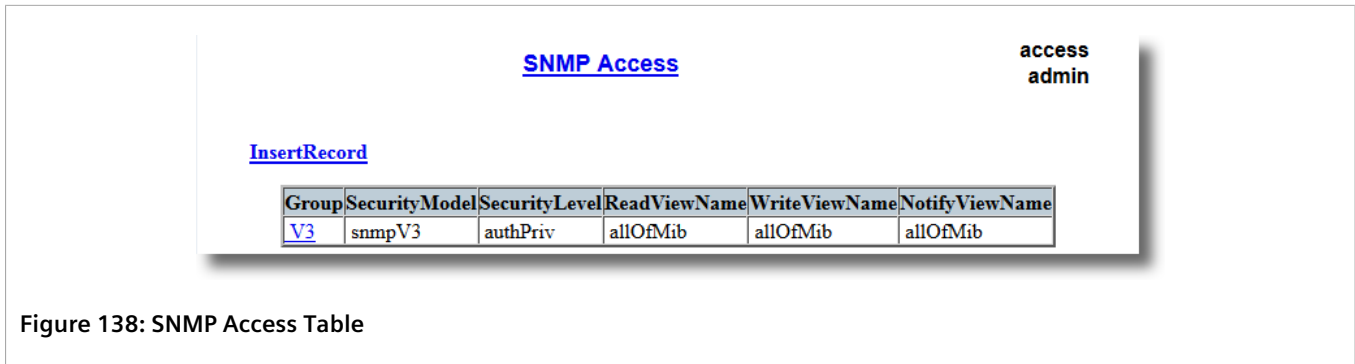 SNMP Access
access
admin
InsertRecord
Group SecurityModel SecurityLevel ReadViewName WriteViewName NotifyViewName
V3 snmpV3 authPriv allOfMib allOfMib allOfMib
Figure 138: SNMP Access Table